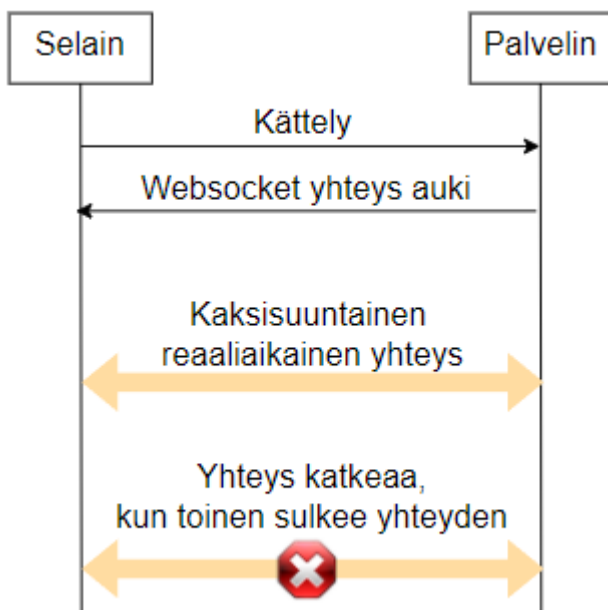 Selain
Palvelin
Kättely
Websocket yhteys auki
Kaksisuuntainen
reaaliaikainen yhteys
Yhteys katkeaa,
kun toinen sulkee yhteyden